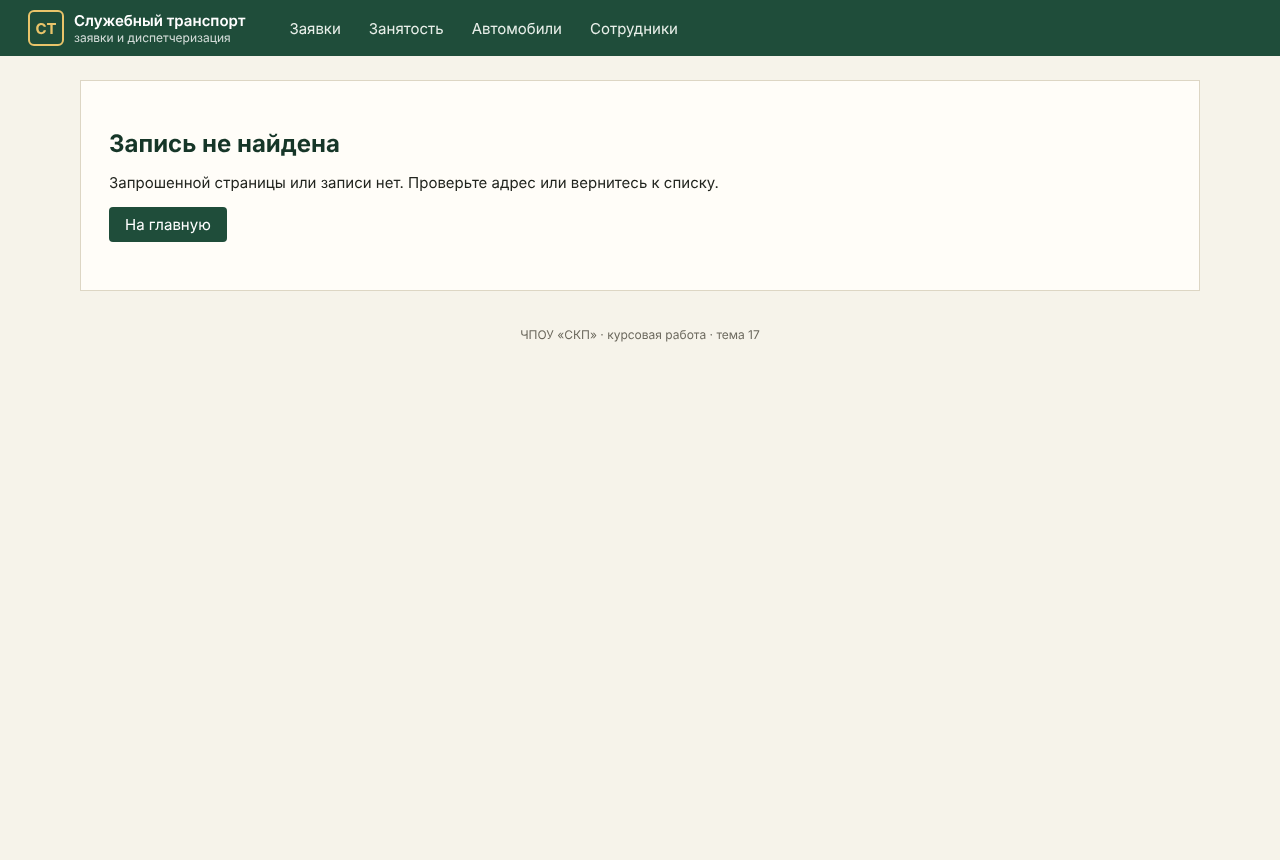 СТ
Служебный транспорт
заявки и диспетчеризация
Заявки Занятость Автомобили Сотрудники
Запись не найдена
Запрошенной страницы или записи нет. Проверьте адрес или вернитесь к списку.
На главную
ЧПОУ «СКП» · курсовая работа · тема 17